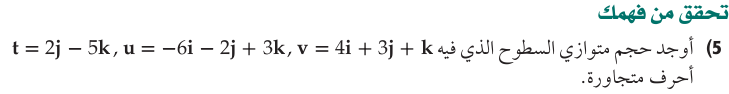 تحقق من فهمك
5) أوجد حجم متوازي السطوح الذي فيه t = 2j − 5k, u = −6i − 2j + 3k, v = 4i + 3j + k
أحرف متجاورة.